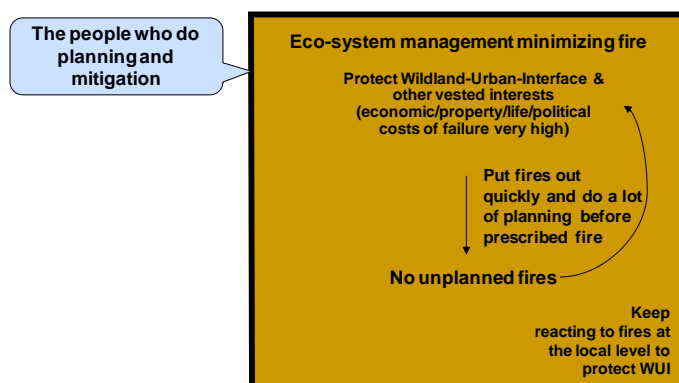 The people who do
planning and
mitigation
Eco-system management minimizing fire
Protect Wildland-Urban-Interface &
other vested interests
(economic/property/life/political
costs of failure very high)
Put fires out
quickly and do a lot
of planning before
prescribed fire
No unplanned fires
Keep
reacting to fires at
the local level to
protect WUI